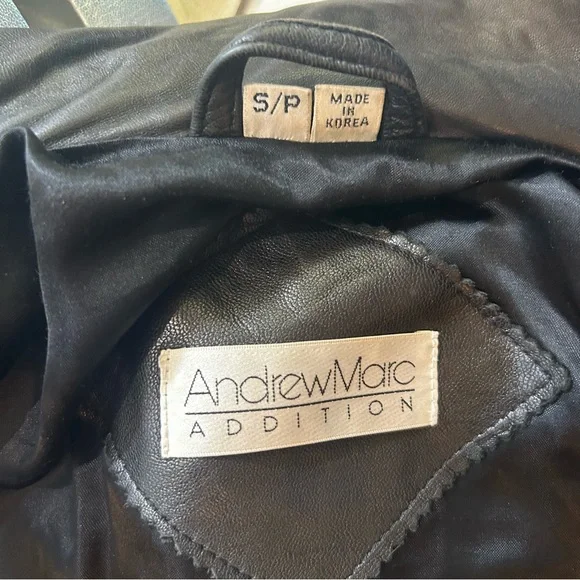 S/P
MADE
IN
KOREA
AndrewMarc
ADDITION